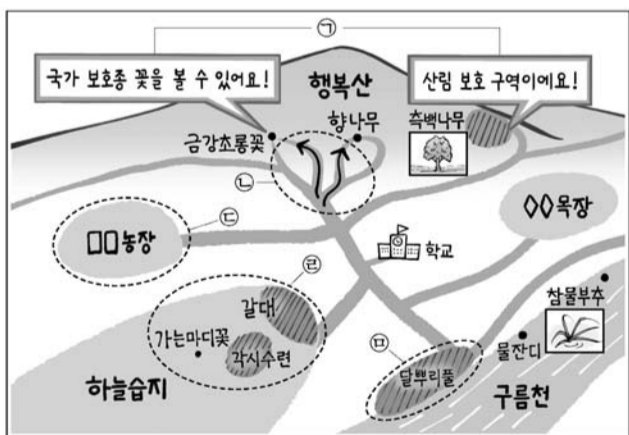 ㉠
국가 보호종 꽃을 볼 수 있어요!
산림 보호 구역이에요!
행복산
금강초롱꽃
향나무
측백나무
㉡
㉢
□□농장
◇◇목장
학교
㉣
갈대
참물부추
가는마디꽃
각시수련
㉤
물잔디
달뿌리풀
하늘습지
구름천